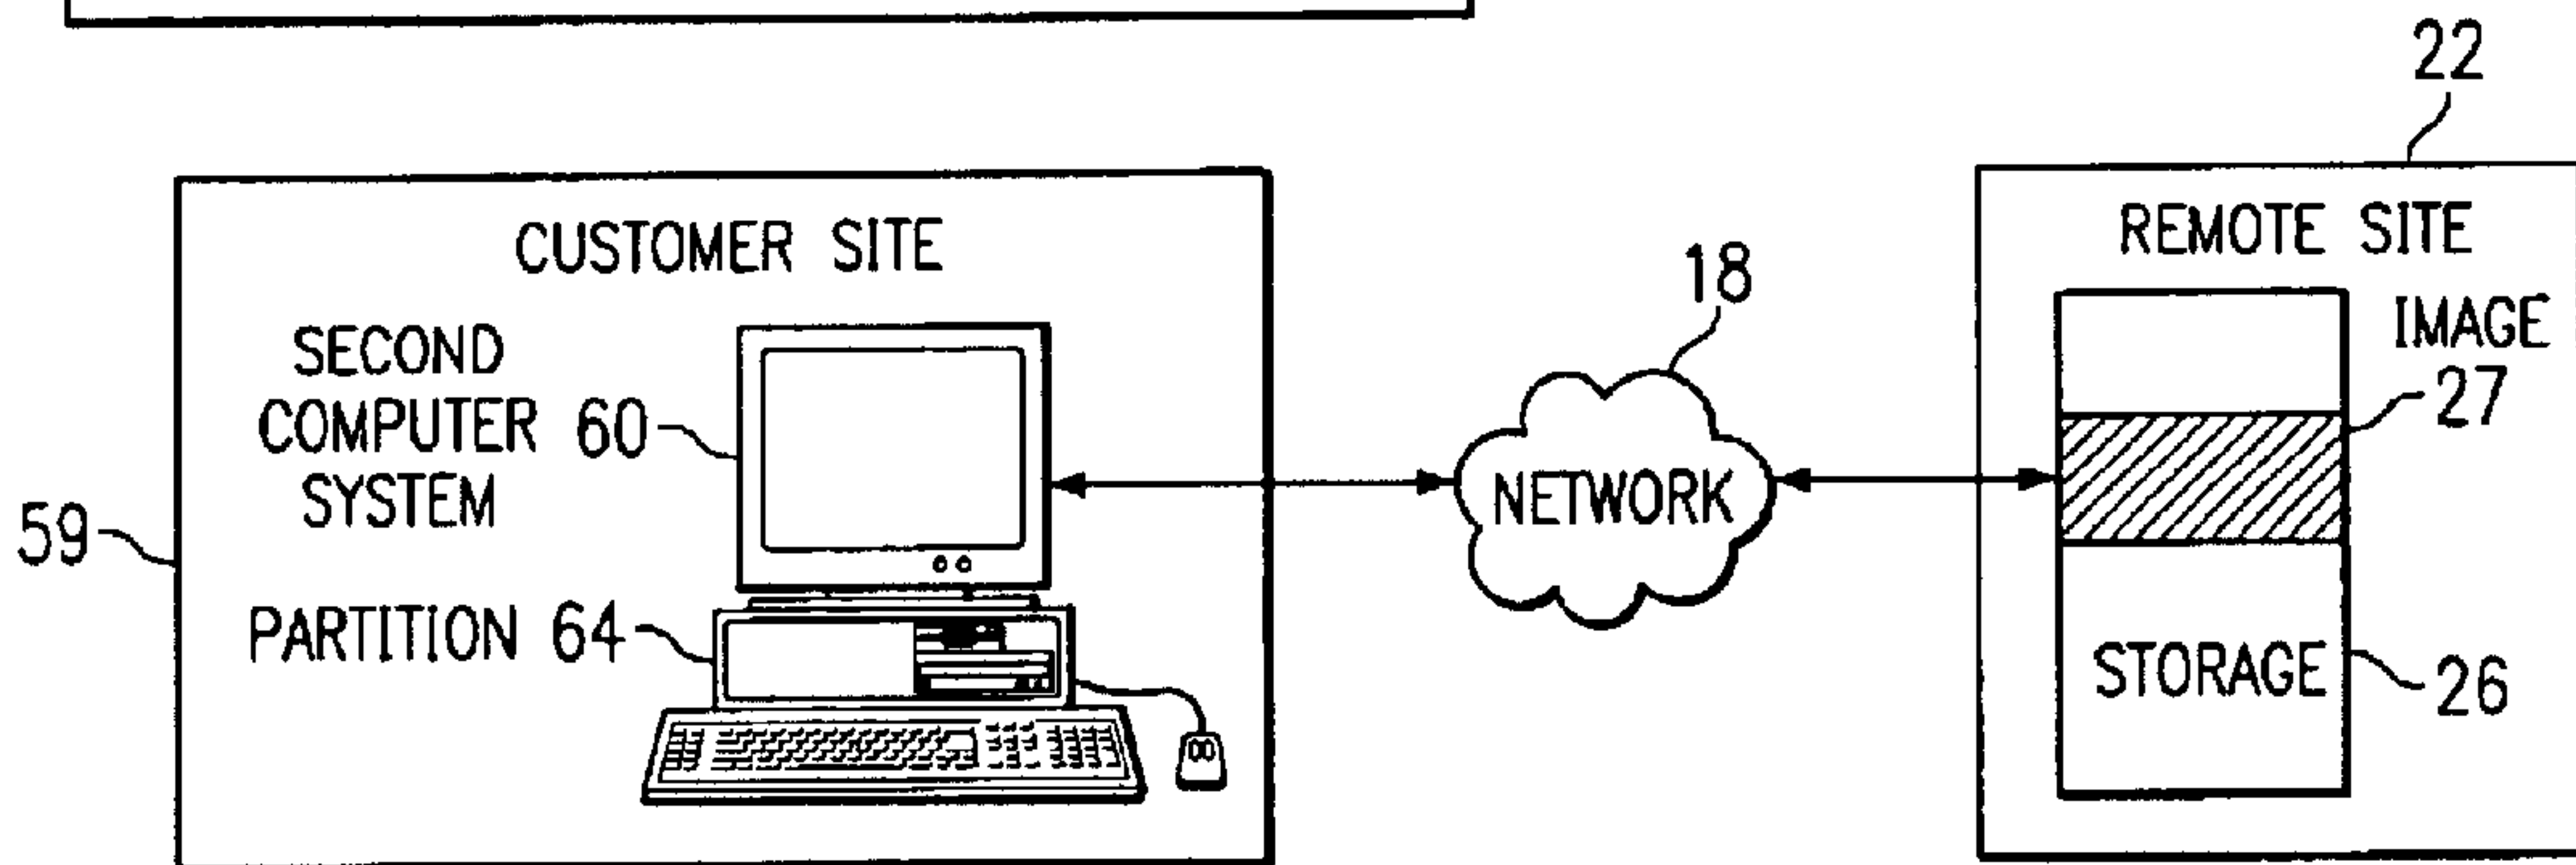 22
CUSTOMER SITE
REMOTE SITE
18
IMAGE
27
SECOND
COMPUTER 60
SYSTEM
NETWORK
59
PARTITION 64
STORAGE
26